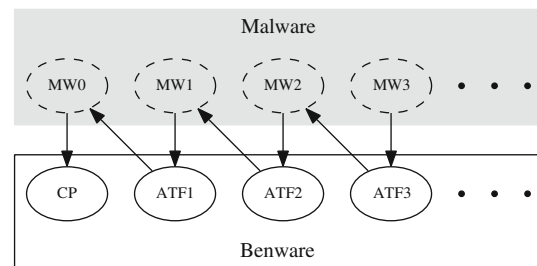 Malware
MW0 MW1 MW2 MW3 • • •
CP ATF1 ATF2 ATF3 • • •
Benware